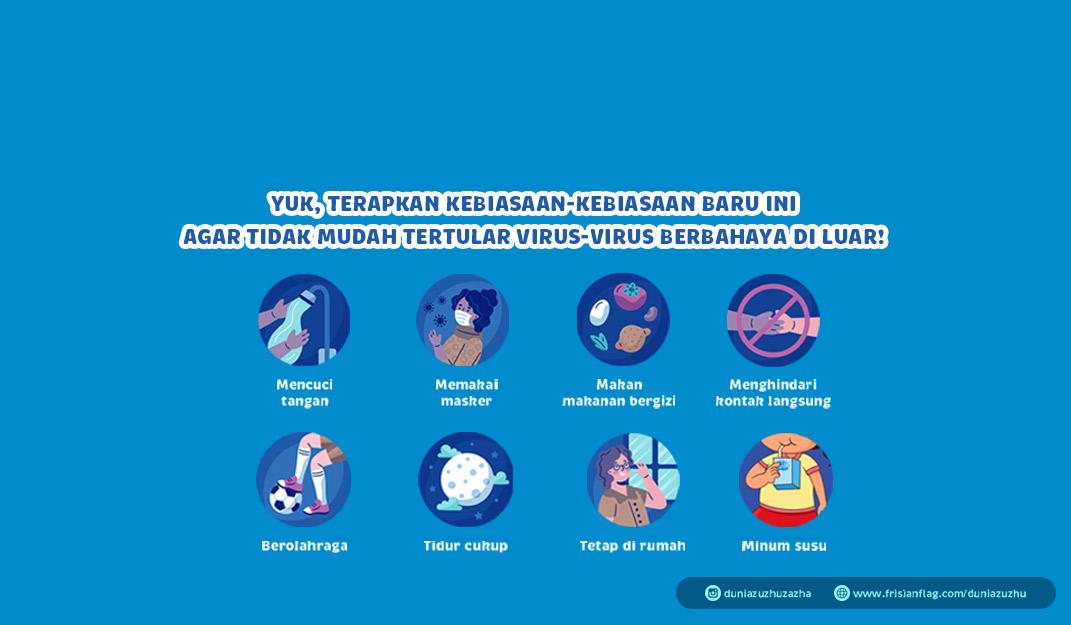 YUK, TERAPKAN KEBIASAAN-KEBIASAAN BARU INI
AGAR TIDAK MUDAH TERTULAR VIRUS-VIRUS BERBAHAYA DI LUAR!
Mencuci
tangan
Memakai
masker
Makan
makanan bergizi
Menghindari
kontak langsung
Berolahraga
Tidur cukup
Tetap di rumah
Minum susu
duniazuzhuzazha
www.frisianflag.com/duniazuzhu